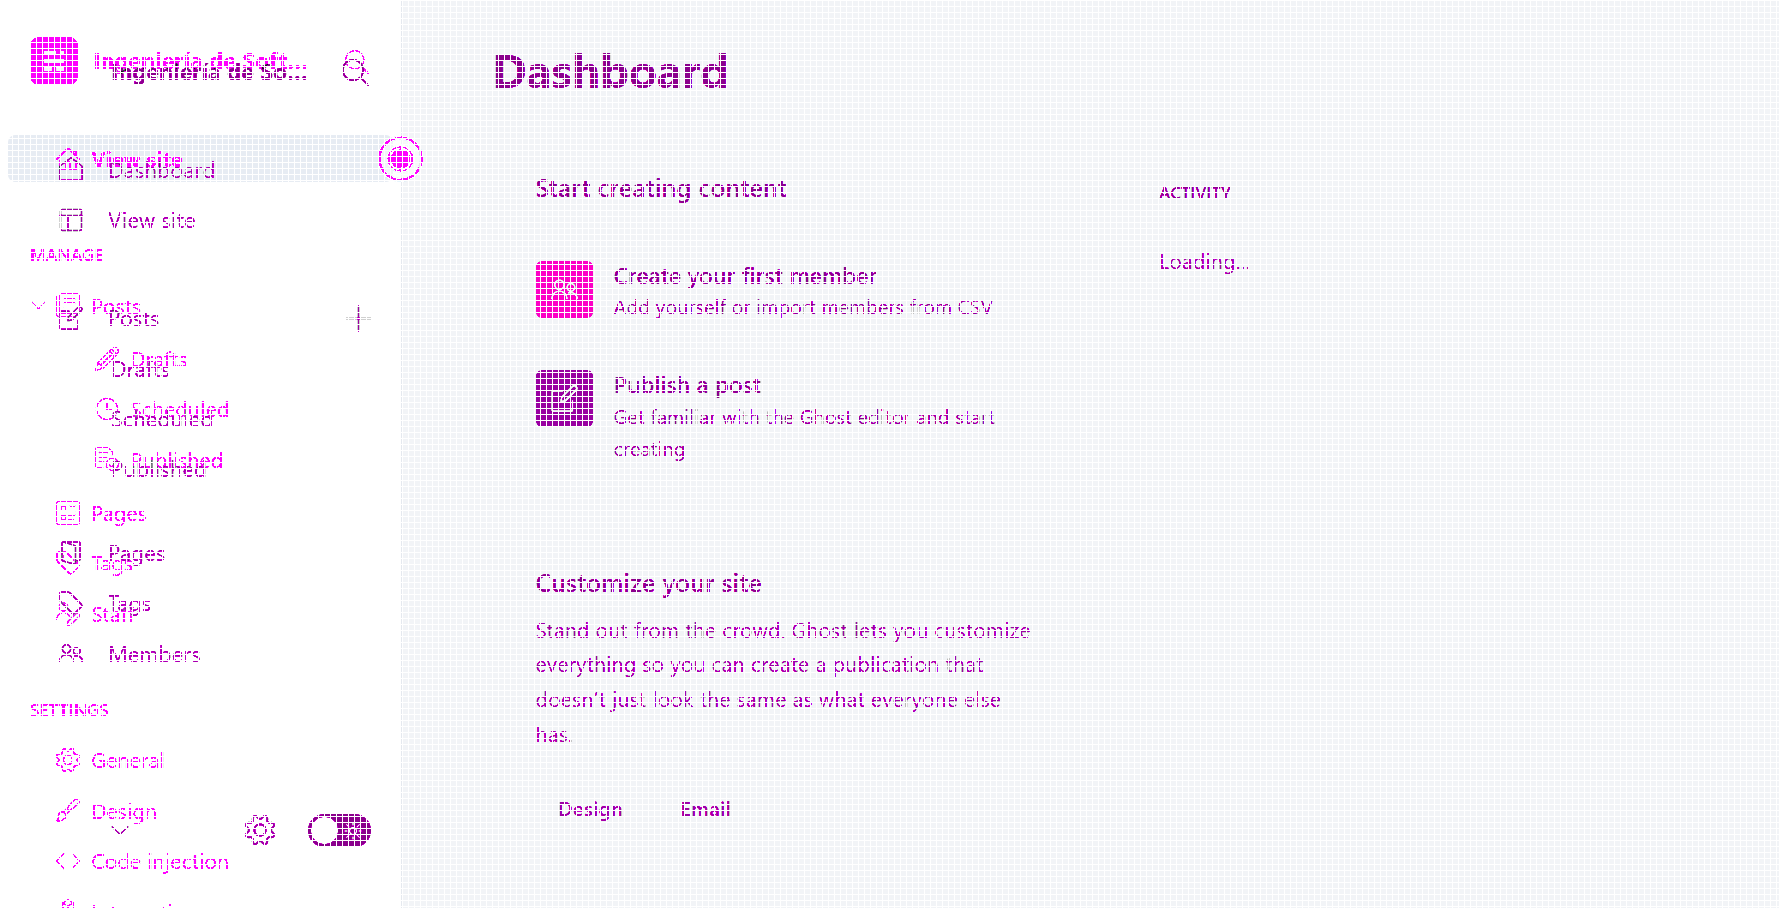 Ingeniería de Soft...
Ingeniería de So...
View site
Dashboard
View site
MANAGE
Posts
Posts
Drafts
Drafts
Scheduled
Scheduled
Published
Published
Pages
Pages
Tags
Tags
Staff
Members
SETTINGS
General
Design
Code injection
Dashboard
Start creating content
Create your first member
Add yourself or import members from CSV
Publish a post
Get familiar with the Ghost editor and start
creating
Customize your site
Stand out from the crowd. Ghost lets you customize
everything so you can create a publication that
doesn't just look the same as what everyone else
has.
Design Email
ACTIVITY
Loading...